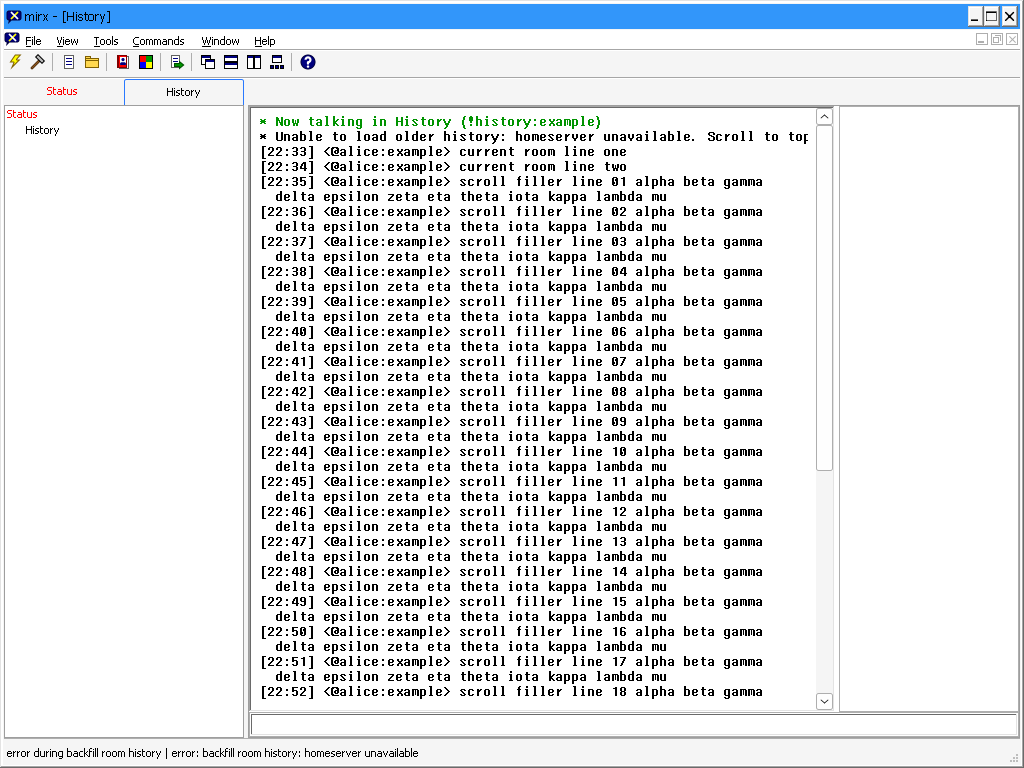 mirx - [History]
File View Tools Commands Window Help
Status History
Status
History
* Now talking in History (!history:example)
* Unable to load older history: homeserver unavailable. Scroll to top
[22:33] <@alice:example> current room line one
[22:34] <@alice:example> current room line two
[22:35] <@alice:example> scroll filler line 01 alpha beta gamma
delta epsilon zeta eta theta iota kappa lambda mu
[22:36] <@alice:example> scroll filler line 02 alpha beta gamma
delta epsilon zeta eta theta iota kappa lambda mu
[22:37] <@alice:example> scroll filler line 03 alpha beta gamma
delta epsilon zeta eta theta iota kappa lambda mu
[22:38] <@alice:example> scroll filler line 04 alpha beta gamma
delta epsilon zeta eta theta iota kappa lambda mu
[22:39] <@alice:example> scroll filler line 05 alpha beta gamma
delta epsilon zeta eta theta iota kappa lambda mu
[22:40] <@alice:example> scroll filler line 06 alpha beta gamma
delta epsilon zeta eta theta iota kappa lambda mu
[22:41] <@alice:example> scroll filler line 07 alpha beta gamma
delta epsilon zeta eta theta iota kappa lambda mu
[22:42] <@alice:example> scroll filler line 08 alpha beta gamma
delta epsilon zeta eta theta iota kappa lambda mu
[22:43] <@alice:example> scroll filler line 09 alpha beta gamma
delta epsilon zeta eta theta iota kappa lambda mu
[22:44] <@alice:example> scroll filler line 10 alpha beta gamma
delta epsilon zeta eta theta iota kappa lambda mu
[22:45] <@alice:example> scroll filler line 11 alpha beta gamma
delta epsilon zeta eta theta iota kappa lambda mu
[22:46] <@alice:example> scroll filler line 12 alpha beta gamma
delta epsilon zeta eta theta iota kappa lambda mu
[22:47] <@alice:example> scroll filler line 13 alpha beta gamma
delta epsilon zeta eta theta iota kappa lambda mu
[22:48] <@alice:example> scroll filler line 14 alpha beta gamma
delta epsilon zeta eta theta iota kappa lambda mu
[22:49] <@alice:example> scroll filler line 15 alpha beta gamma
delta epsilon zeta eta theta iota kappa lambda mu
[22:50] <@alice:example> scroll filler line 16 alpha beta gamma
delta epsilon zeta eta theta iota kappa lambda mu
[22:51] <@alice:example> scroll filler line 17 alpha beta gamma
delta epsilon zeta eta theta iota kappa lambda mu
[22:52] <@alice:example> scroll filler line 18 alpha beta gamma
error during backfill room history | error: backfill room history: homeserver unavailable